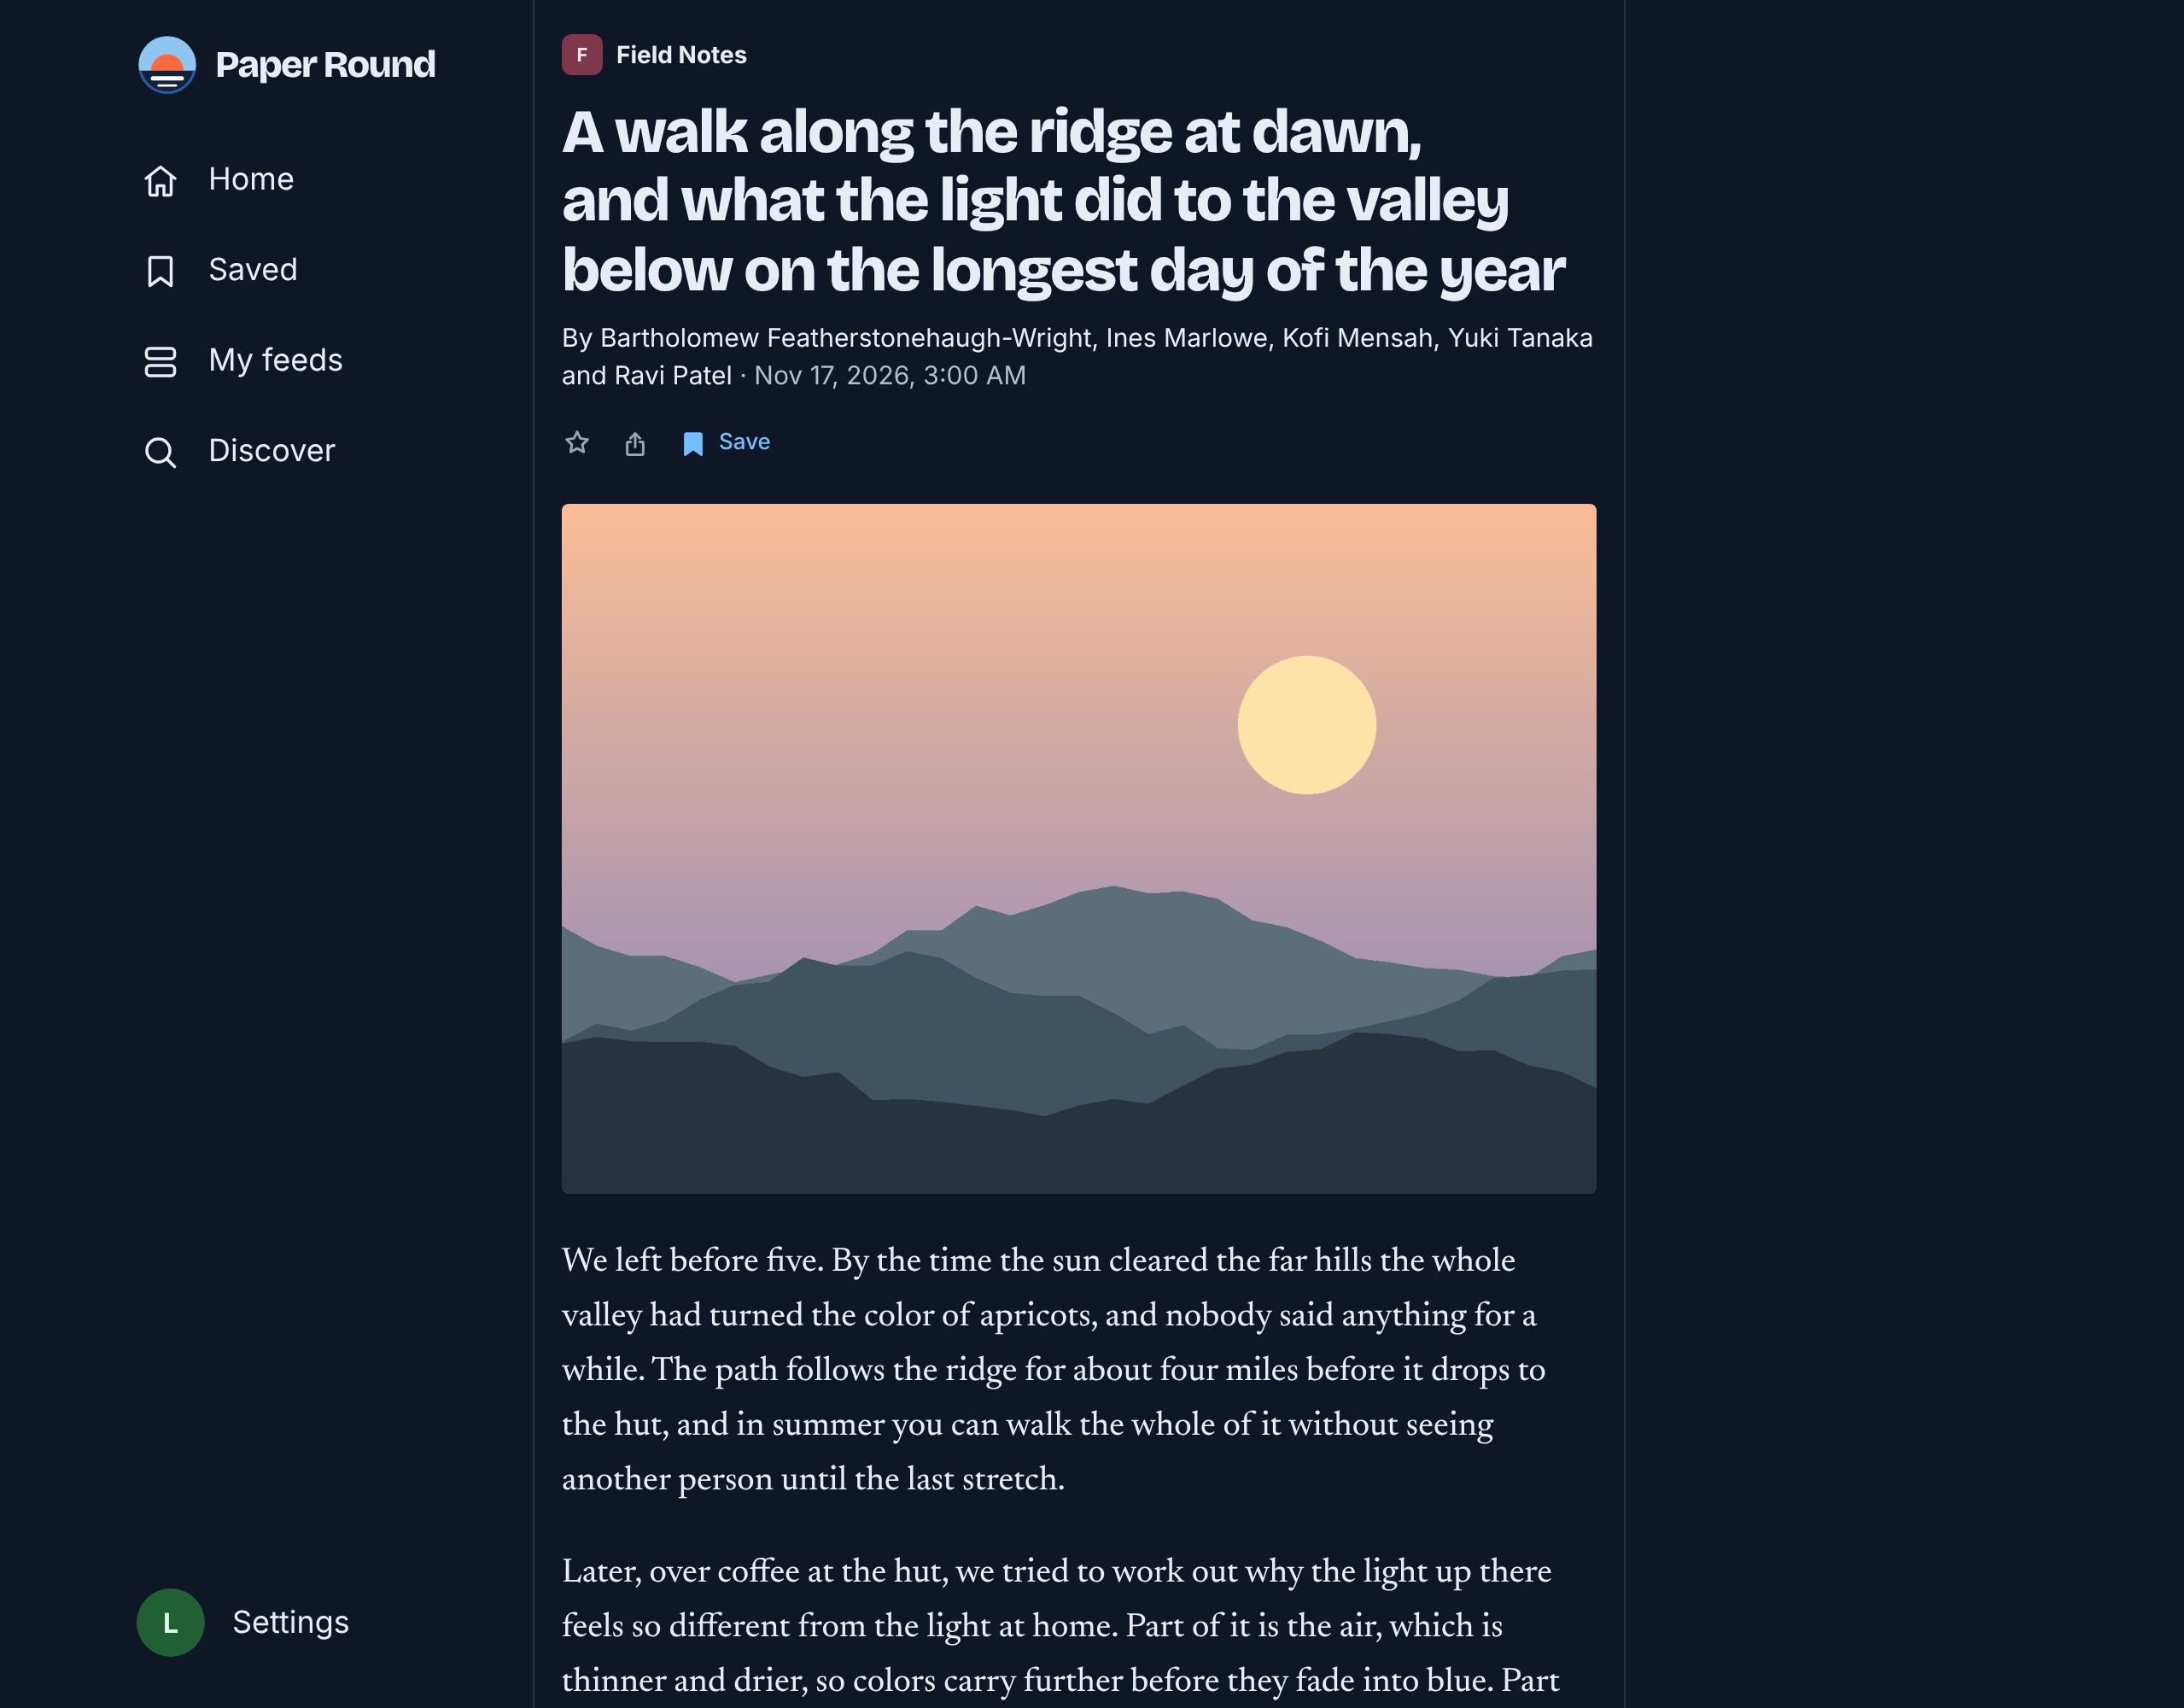 Paper Round
Home
Saved
My feeds
Discover
L
Settings
F
Field Notes
A walk along the ridge at dawn,
and what the light did to the valley
below on the longest day of the year
By Bartholomew Featherstonehaugh-Wright, Ines Marlowe, Kofi Mensah, Yuki Tanaka
and Ravi Patel · Nov 17, 2026, 3:00 AM
Save
We left before five. By the time the sun cleared the far hills the whole
valley had turned the color of apricots, and nobody said anything for a
while. The path follows the ridge for about four miles before it drops to
the hut, and in summer you can walk the whole of it without seeing
another person until the last stretch.
Later, over coffee at the hut, we tried to work out why the light up there
feels so different from the light at home. Part of it is the air, which is
thinner and drier, so colors carry further before they fade into blue. Part